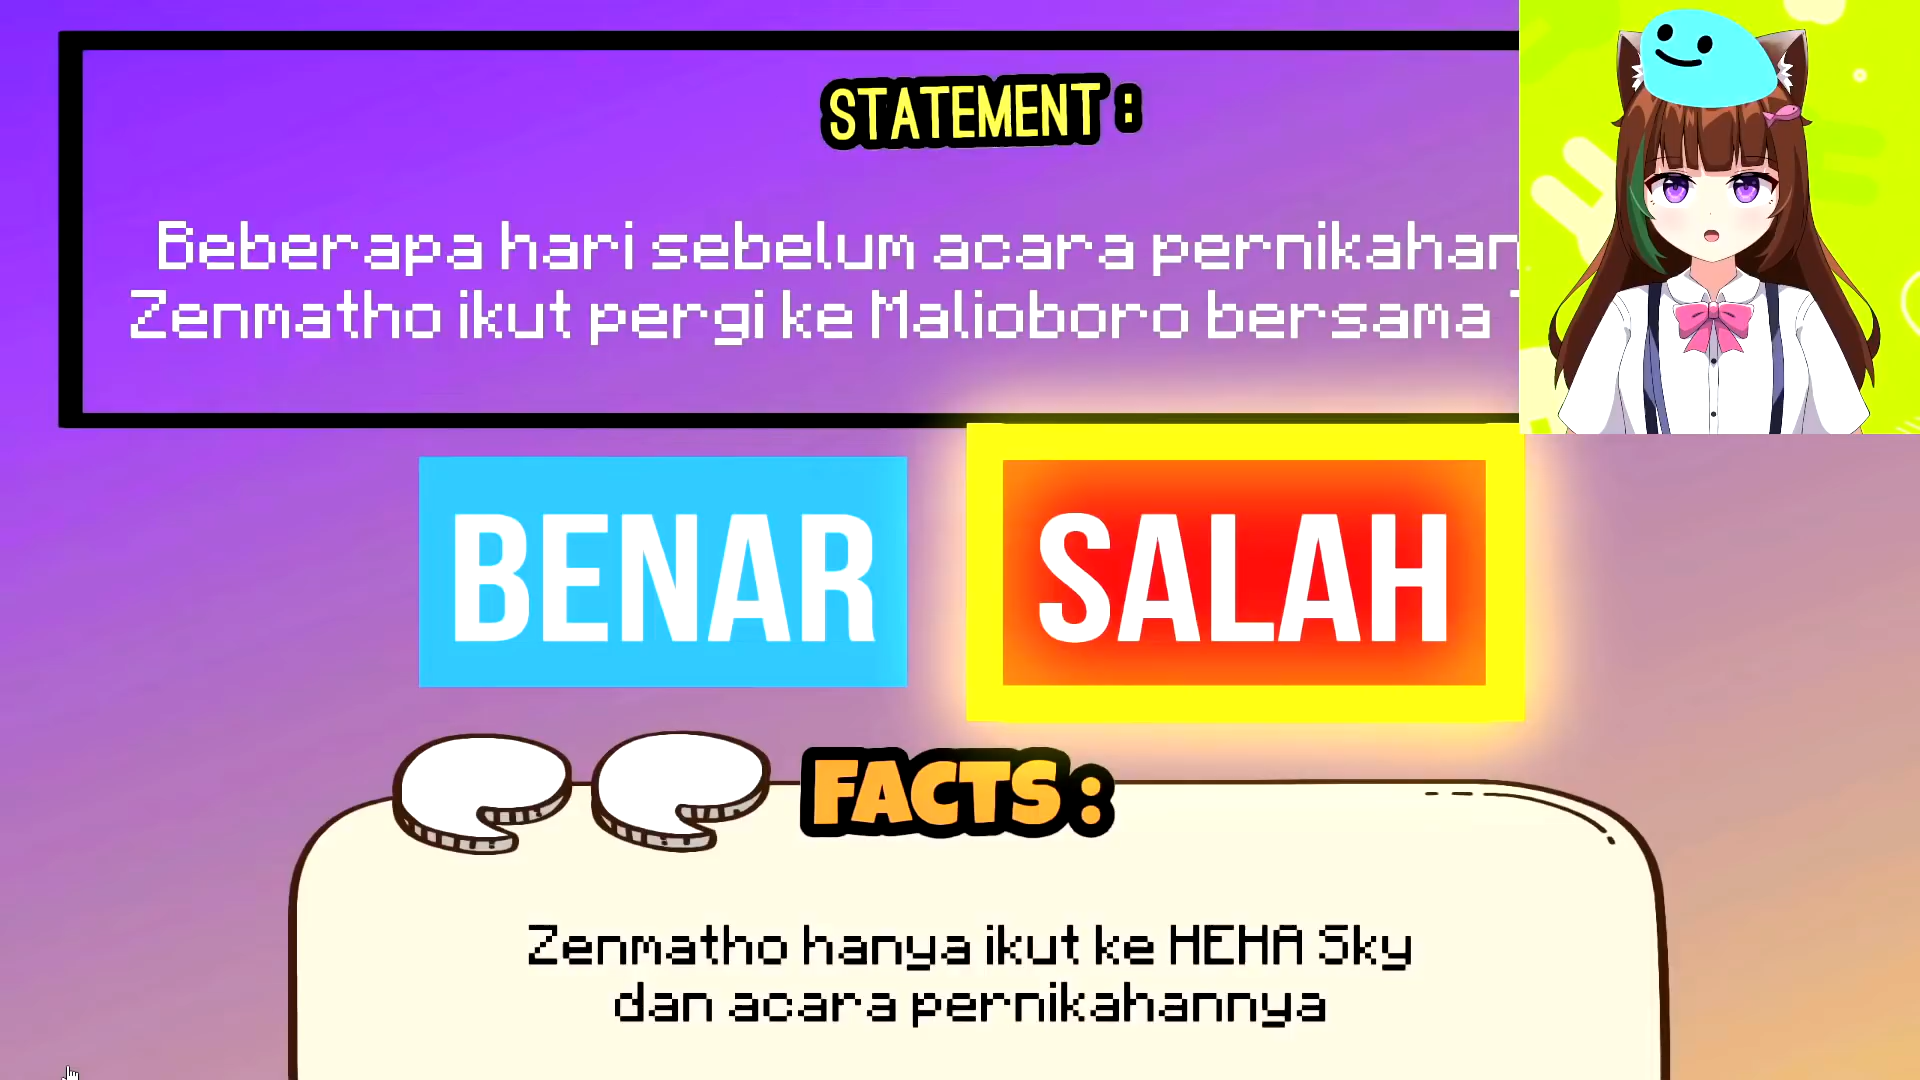 STATEMENT :
Beberapa hari sebelum acara pernikahan
Zenmatho ikut pergi ke Malioboro bersama
BENAR
SALAH
FACTS :
Zenmatho hanya ikut ke HEHA Sky
dan acara pernikahannya